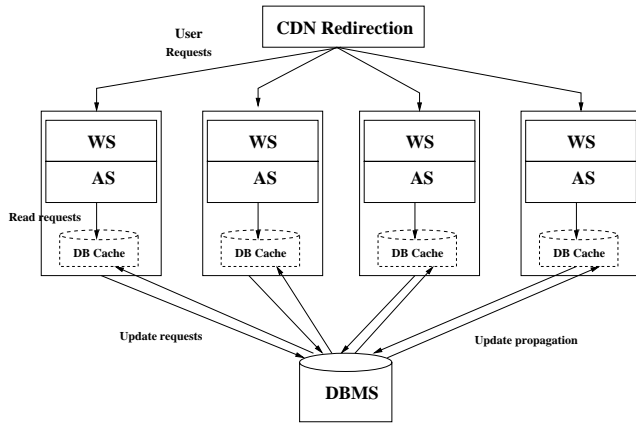 CDN Redirection
User
Requests
WS
WS
WS
WS
AS
AS
AS
AS
Read requests
DB Cache
DB Cache
DB Cache
DB Cache
Update requests
Update propagation
DBMS